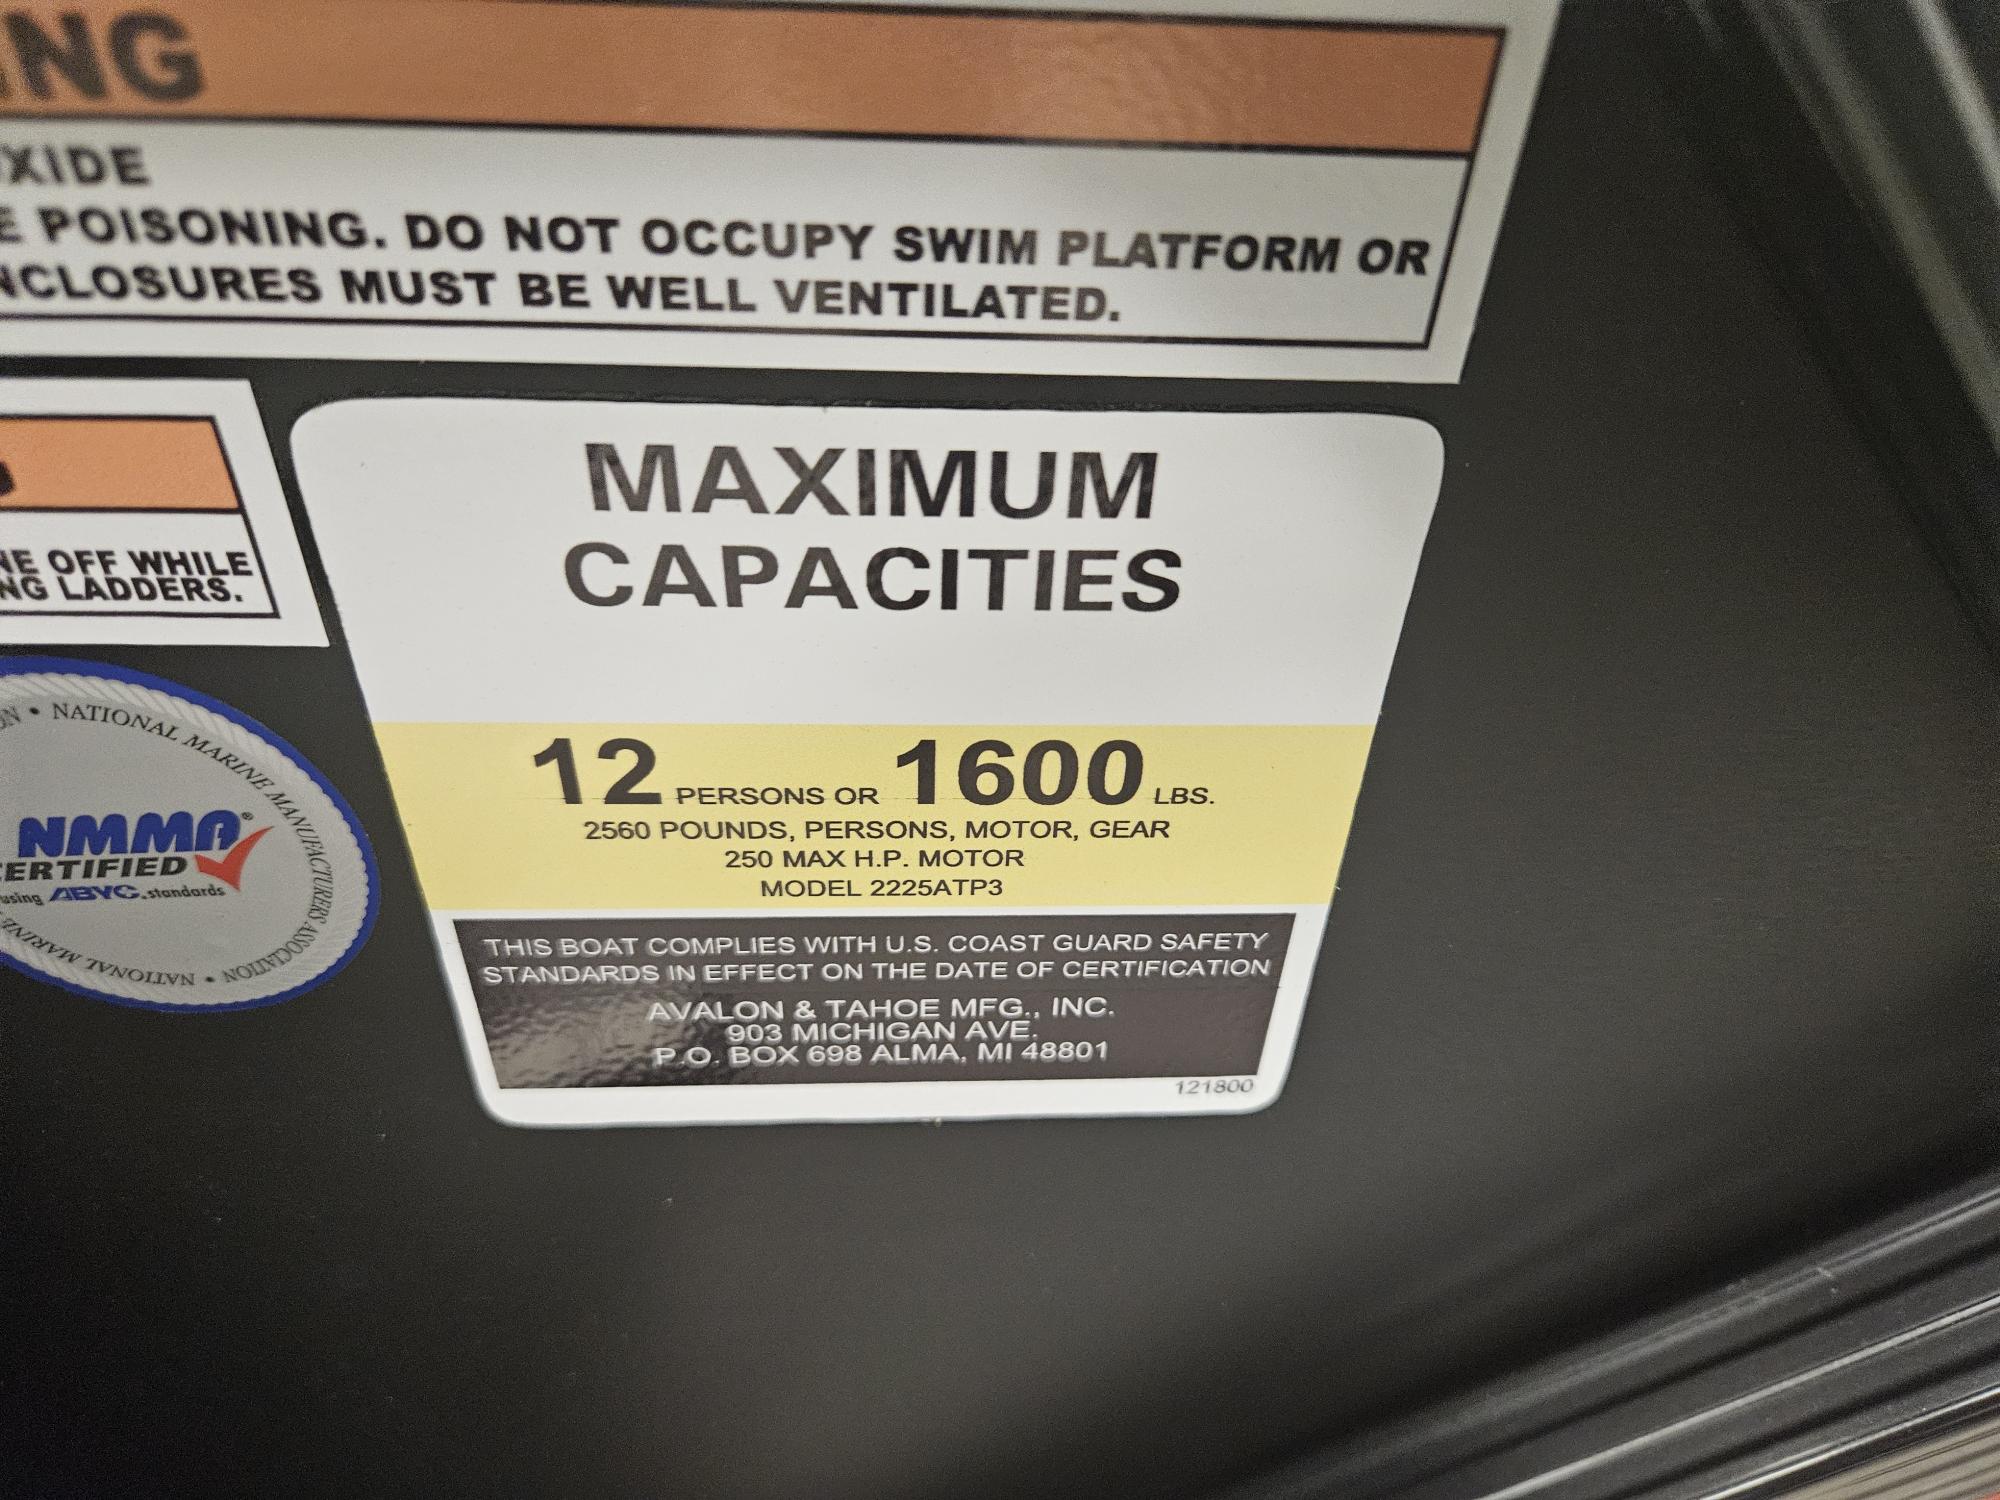 NG
XIDE
E POISONING. DO NOT OCCUPY SWIM PLATFORM OR
NCLOSURES MUST BE WELL VENTILATED.
NE OFF WHILE
NG LADDERS.
MAXIMUM
CAPACITIES
12 PERSONS OR 1600 LBS.
2560 POUNDS, PERSONS, MOTOR, GEAR
250 MAX H.P. MOTOR
MODEL 2225ATP3
THIS BOAT COMPLIES WITH U.S. COAST GUARD SAFETY
STANDARDS IN EFFECT ON THE DATE OF CERTIFICATION
AVALON & TAHOE MFG., INC.
903 MICHIGAN AVE.
P.O. BOX 698 ALMA, MI 48801
121800
ON • NATIONAL MARINE MANUFACTURERS ASSOCIATION • NATIONAL MARINE
NMMA®
CERTIFIED
using ABYC. standards